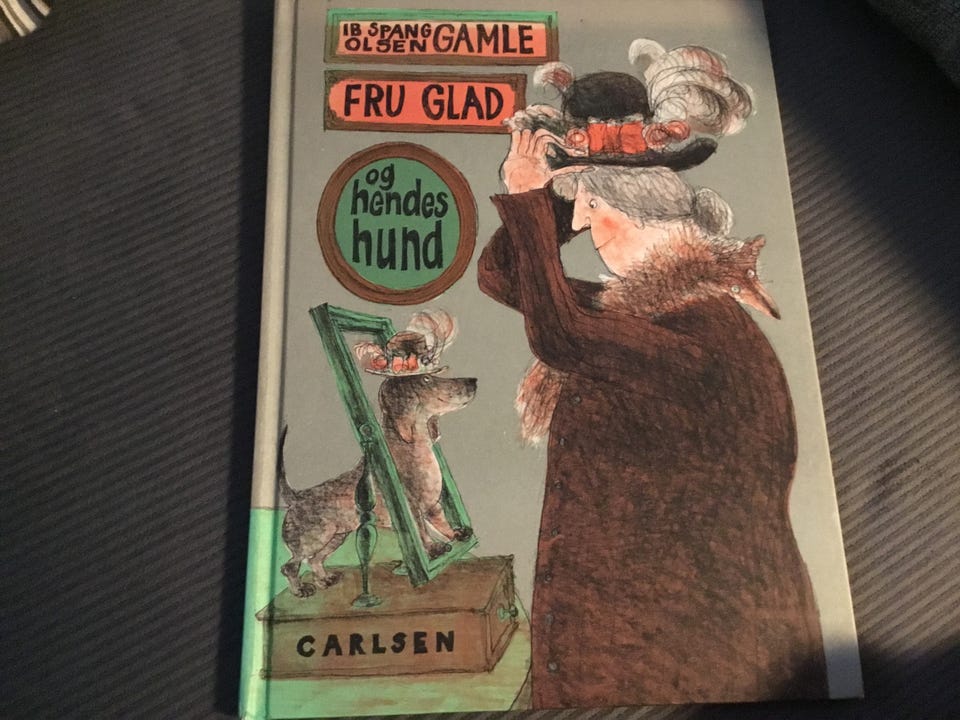 IB SPANG
OLSEN GAMLE
FRU GLAD
og
hendes
hund
CARLSEN